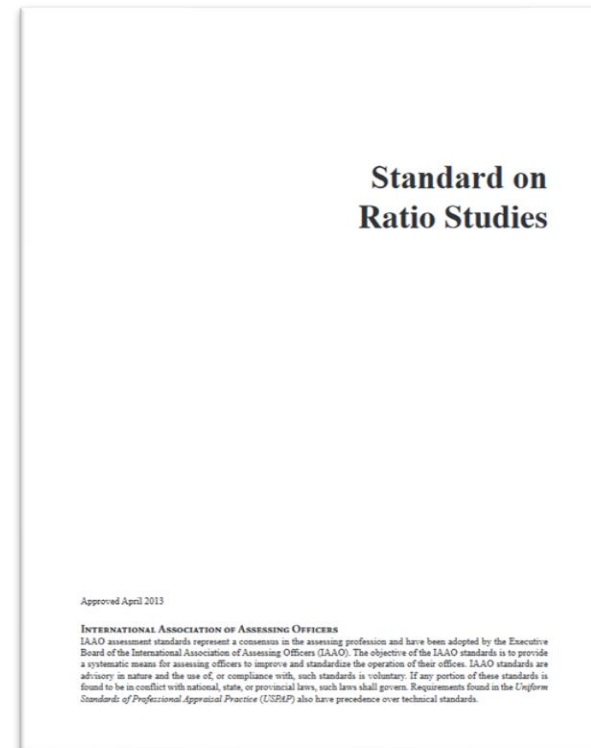 Standard on
Ratio Studies
Approved April 2013
INTERNATIONAL ASSOCIATION OF ASSESSING OFFICERS
IAAO assessment standards represent a consensus in the assessing profession and have been adopted by the Executive
Board of the International Association of Assessing Officers (IAAO). The objective of the IAAO standards is to provide
a systematic means for assessing officers to improve and standardize the operation of their offices. IAAO standards are
advisory in nature and the use of, or compliance with, such standards is voluntary. If any portion of these standards is
found to be in conflict with national, state, or provincial laws, such laws shall govern. Requirements found in the Uniform
Standards of Professional Appraisal Practice (USPAP) also have precedence over technical standards.